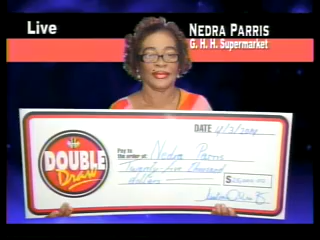 Live
NEDRA PARRIS
G. H. H. Supermarket
DATE 4/3/2004
Pay to
the order of: Nedra Parris
Twenty five thousand
dollars
$
DOUBLE
Draw